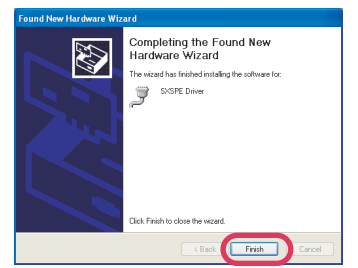 Found New Hardware Wizard
Completing the Found New
Hardware Wizard
The wizard has finished installing the software for:
SXSPE Driver
Click Finish to close the wizard.
< Back
Finish
Cancel